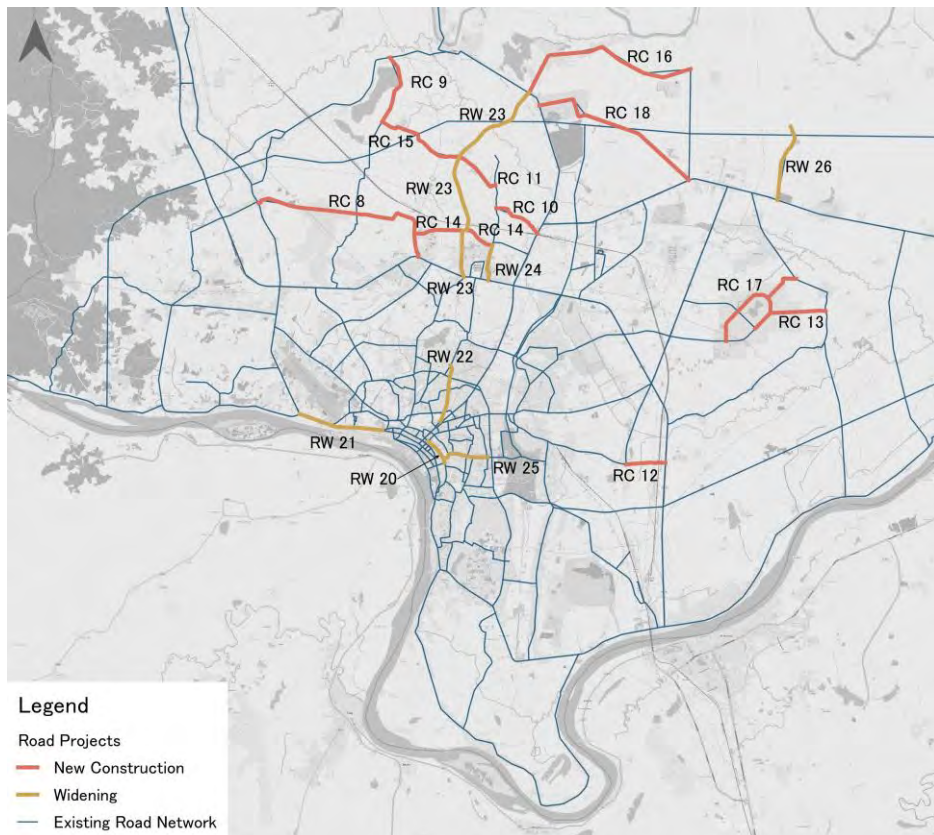 RC 16
RC 9
RW 23
RC 18
RC 15
RW 26
RW 23
RC 11
RC 8
RC 10
RC 14
RC 14
RW 24
RW 23
RC 17
RC 13
RW 22
RW 21
RW 20
RW 25
RC 12
Legend
Road Projects
New Construction
Widening
Existing Road Network